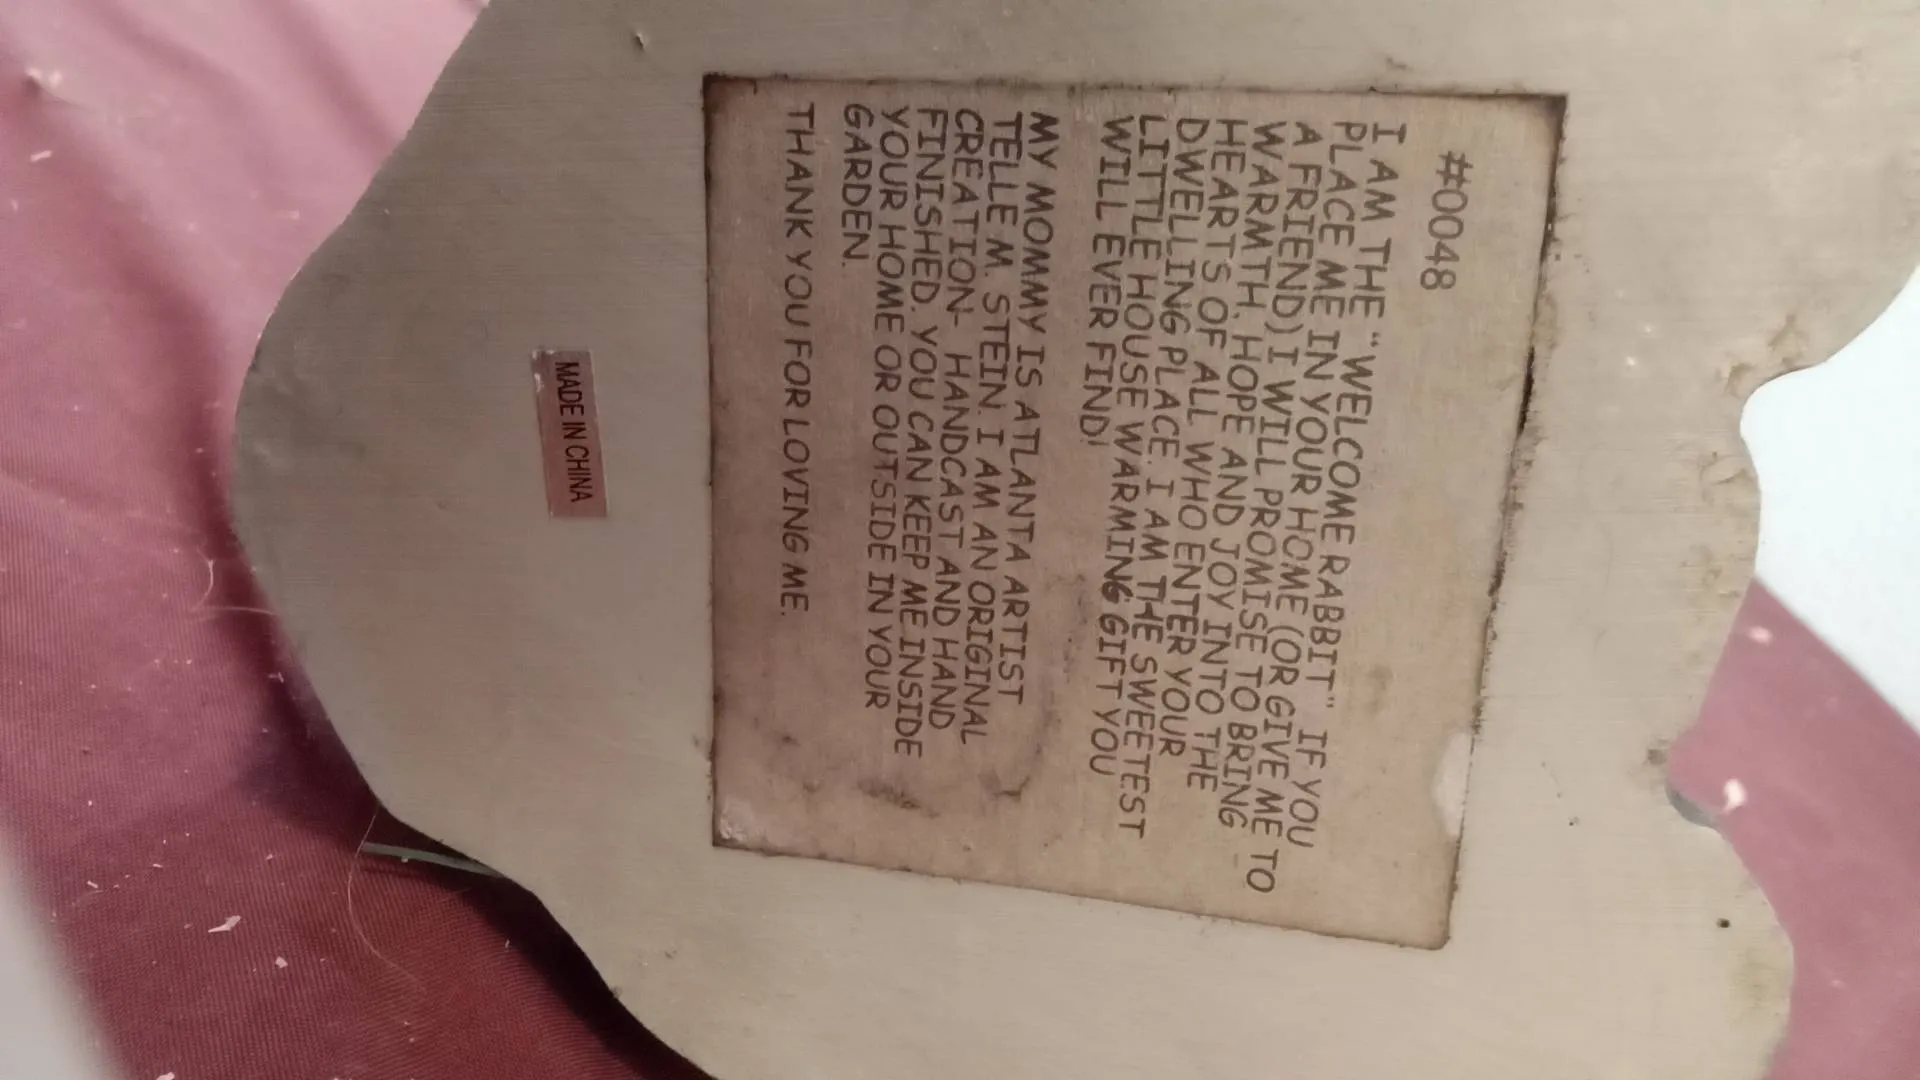 #0048
I AM THE "WELCOME RABBIT" IF YOU
PLACE ME IN YOUR HOME (OR GIVE ME TO
A FRIEND) I WILL PROMISE TO BRING
WARMTH, HOPE AND JOY INTO THE
HEARTS OF ALL WHO ENTER YOUR
DWELLING PLACE. I AM THE SWEETEST
LITTLE HOUSE WARMING GIFT YOU
WILL EVER FIND!
MY MOMMY IS ATLANTA ARTIST
TELLE M. STEIN. I AM AN ORIGINAL
CREATION- HANDCAST AND HAND
FINISHED. YOU CAN KEEP ME INSIDE
YOUR HOME OR OUTSIDE IN YOUR
GARDEN.
THANK YOU FOR LOVING ME.
MADE IN CHINA